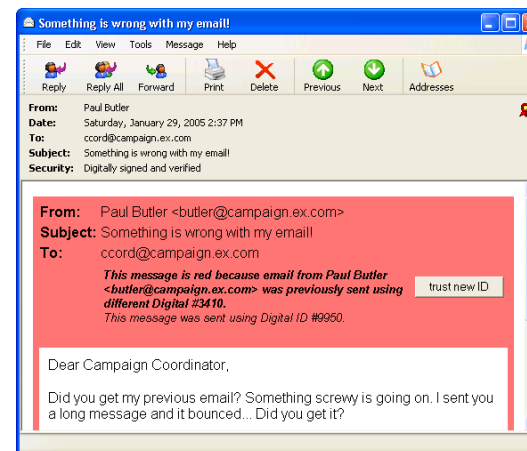 Something is wrong with my email!
File Edit View Tools Message Help
Reply Reply All Forward Print Delete Previous Next Addresses
From: Paul Butler
Date: Saturday, January 29, 2005 2:37 PM
To: ccord@campaign.ex.com
Subject: Something is wrong with my email!
Security: Digitally signed and verified
From: Paul Butler <butler@campaign.ex.com>
Subject: Something is wrong with my email!
To: ccord@campaign.ex.com
This message is red because email from Paul Butler
<butler@campaign.ex.com> was previously sent using
different Digital #3410.
This message was sent using Digital ID #9950.
trust new ID
Dear Campaign Coordinator,
Did you get my previous email? Something screwy is going on. I sent you
a long message and it bounced... Did you get it?